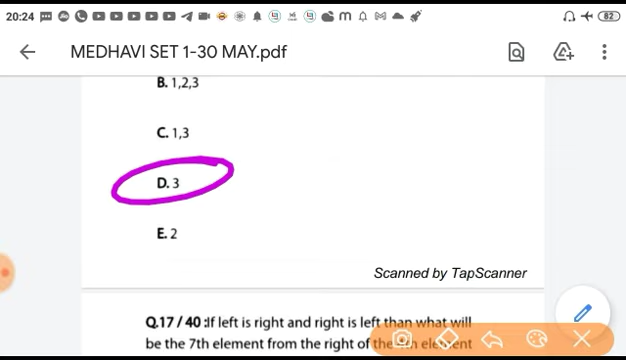 20:24
82
MEDHAVI SET 1-30 MAY.pdf
B. 1,2,3
C. 1,3
D. 3
E. 2
Scanned by TapScanner
Q.17 / 40 :If left is right and right is left than what will
be the 7th element from the right of the element